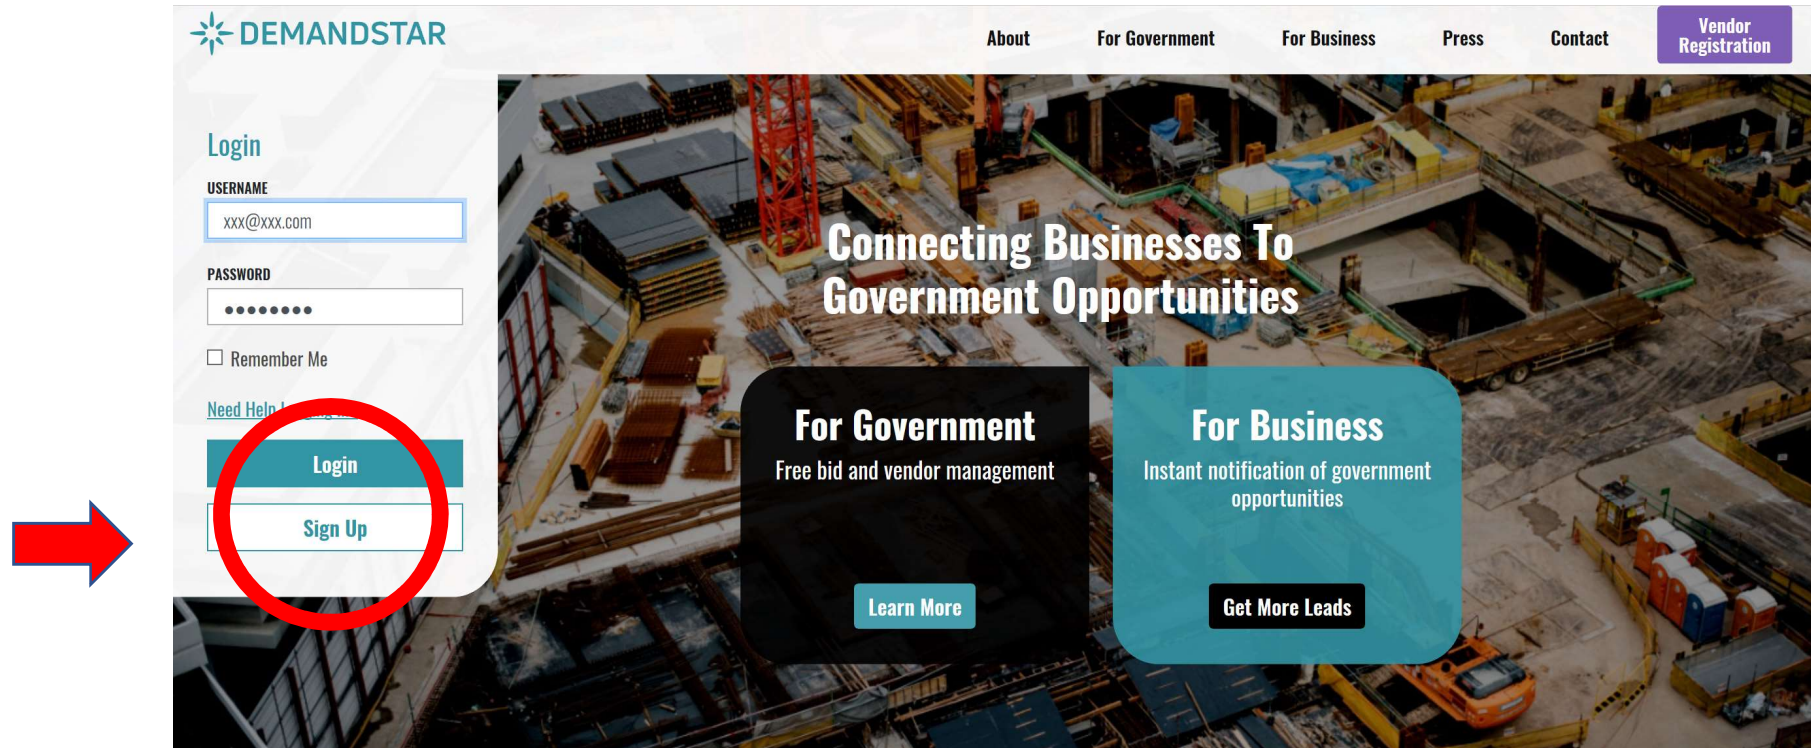 DEMANDSTAR
About
For Government
For Business
Press
Contact
Vendor
Registration
Login
USERNAME
xxx@xxx.com
PASSWORD
Remember Me
Need Help
Login
Sign Up
Connecting Businesses To
Government Opportunities
For Government
Free bid and vendor management
Learn More
For Business
Instant notification of government
opportunities
Get More Leads